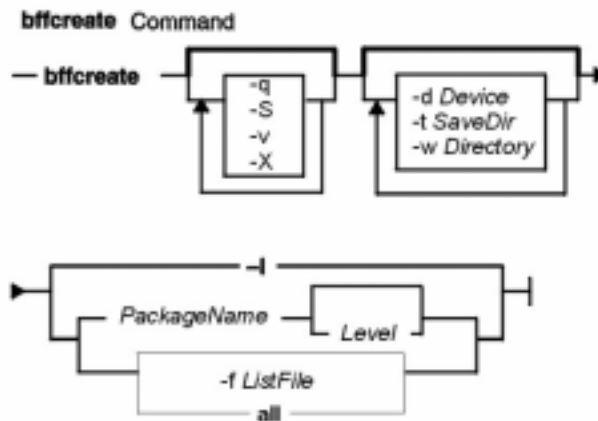 bffcreate Command
bffcreate
-q
-S
-v
-X
-d Device
-t SaveDir
-w Directory
-l
PackageName
Level
-f ListFile
all